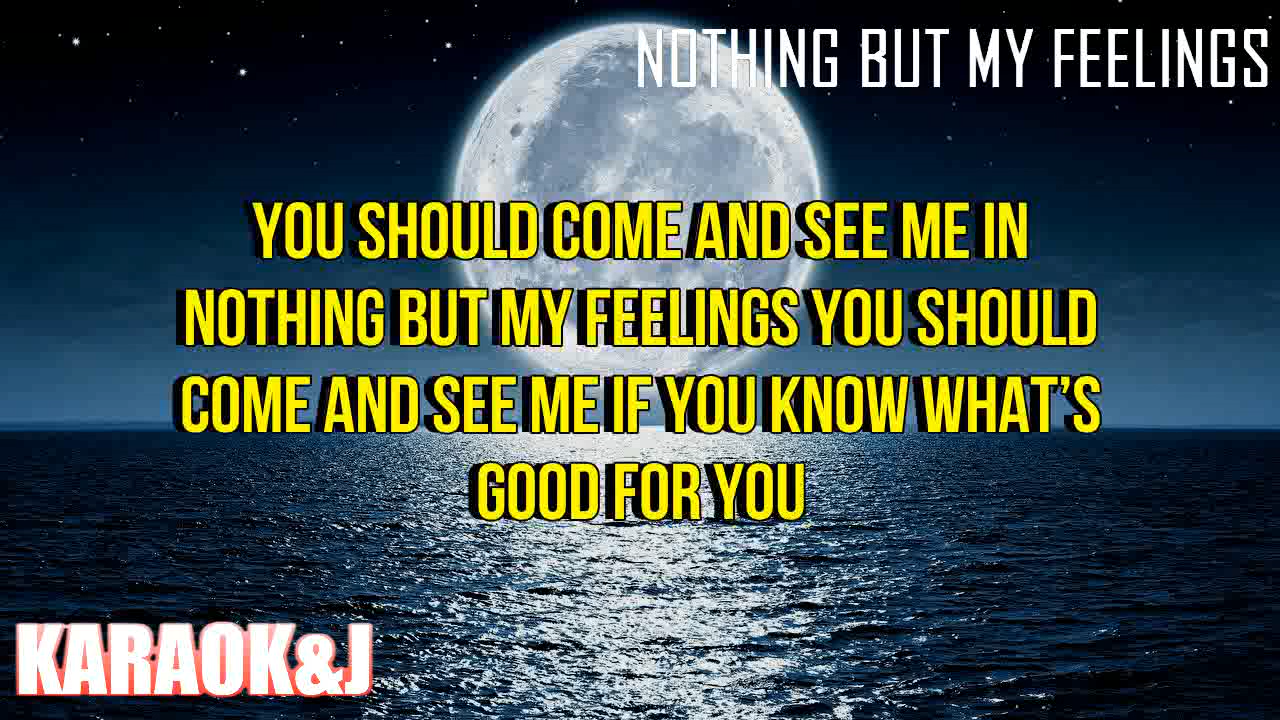 NOTHING BUT MY FEELINGS
YOU SHOULD COME AND SEE ME IN
NOTHING BUT MY FEELINGS YOU SHOULD
COME AND SEE ME IF YOU KNOW WHAT'S
GOOD FOR YOU
KARAOK&J